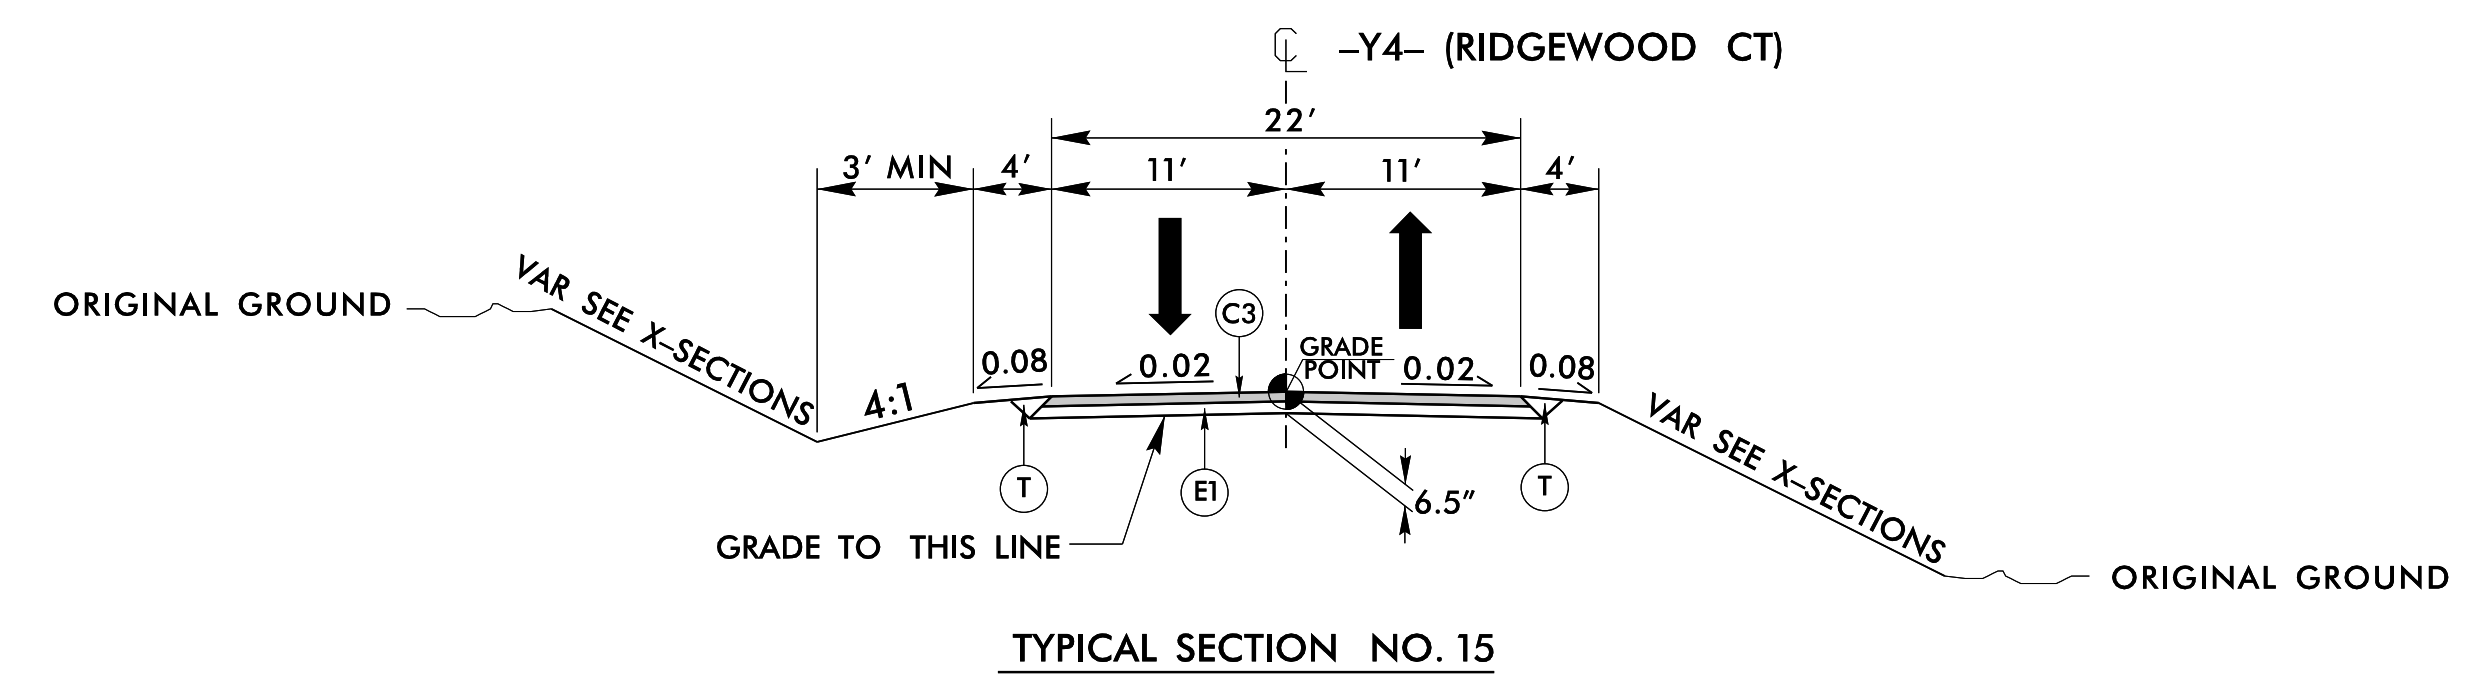 ℄ –Y4– (RIDGEWOOD CT)
22′
3′ MIN 4′ 11′ 11′ 4′
ORIGINAL GROUND
VAR SEE X–SECTIONS
4:1
0.08
0.02
C3
GRADE
POINT
0.02
0.08
VAR SEE X–SECTIONS
T
E1
6.5″
T
GRADE TO THIS LINE
ORIGINAL GROUND
TYPICAL SECTION NO. 15